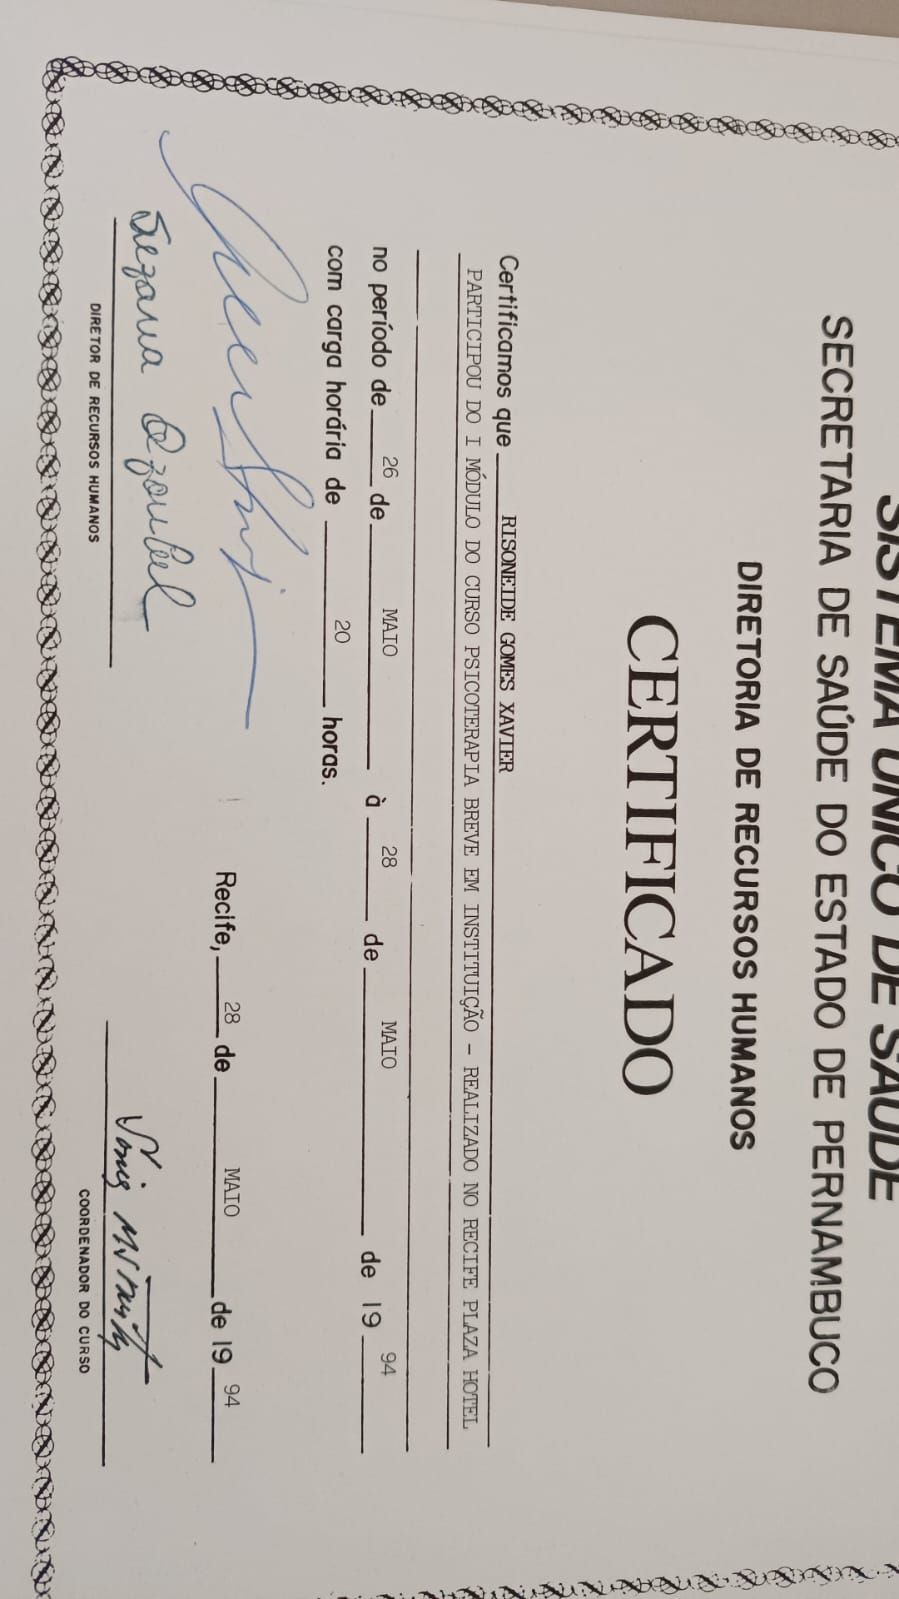 SISTEMA ÚNICO DE SAÚDE
SECRETARIA DE SAÚDE DO ESTADO DE PERNAMBUCO
DIRETORIA DE RECURSOS HUMANOS
CERTIFICADO
Certificamos que RISONEIDE GOMES XAVIER
PARTICIPOU DO I MÓDULO DO CURSO PSICOTERAPIA BREVE EM INSTITUIÇÃO - REALIZADO NO RECIFE PLAZA HOTEL
no período de 26 de MAIO à 28 de MAIO de 19 94
com carga horária de 20 horas.
Recife, 28 de MAIO de 19 94
DIRETOR DE RECURSOS HUMANOS
COORDENADOR DO CURSO